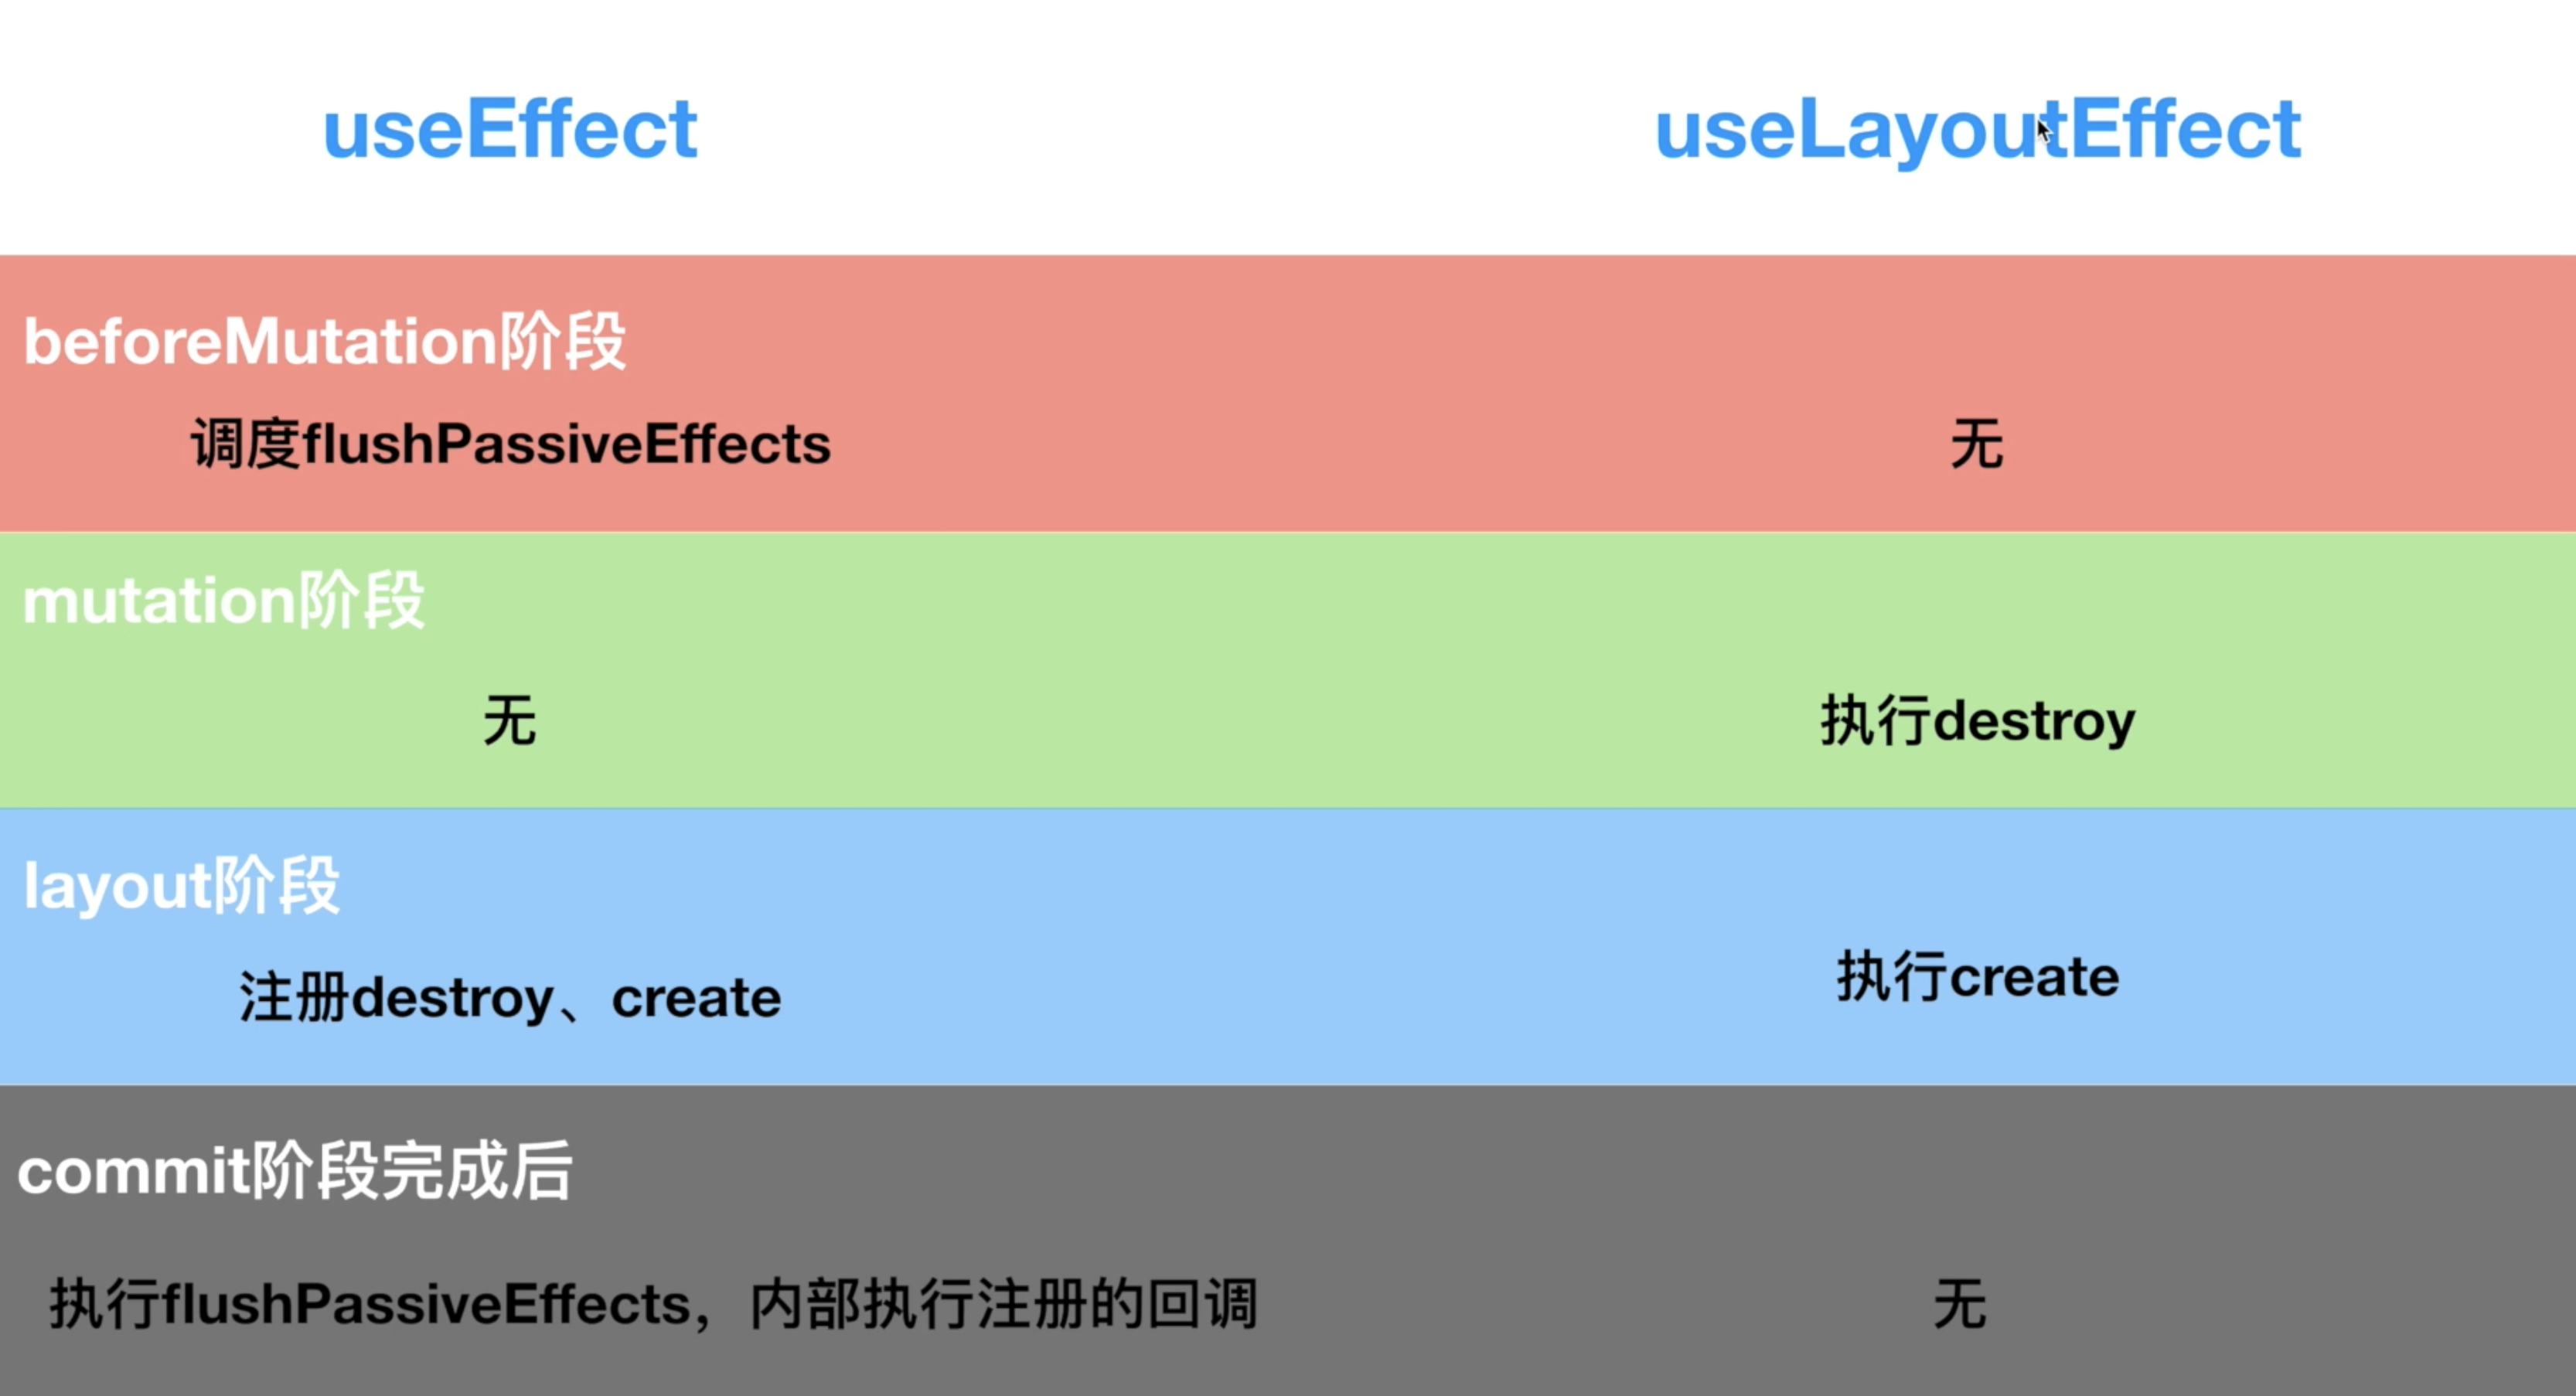 useEffect
useLayoutEffect
beforeMutation阶段
调度flushPassiveEffects
无
mutation阶段
无
执行destroy
layout阶段
注册destroy、create
执行create
commit阶段完成后
执行flushPassiveEffects，内部执行注册的回调
无